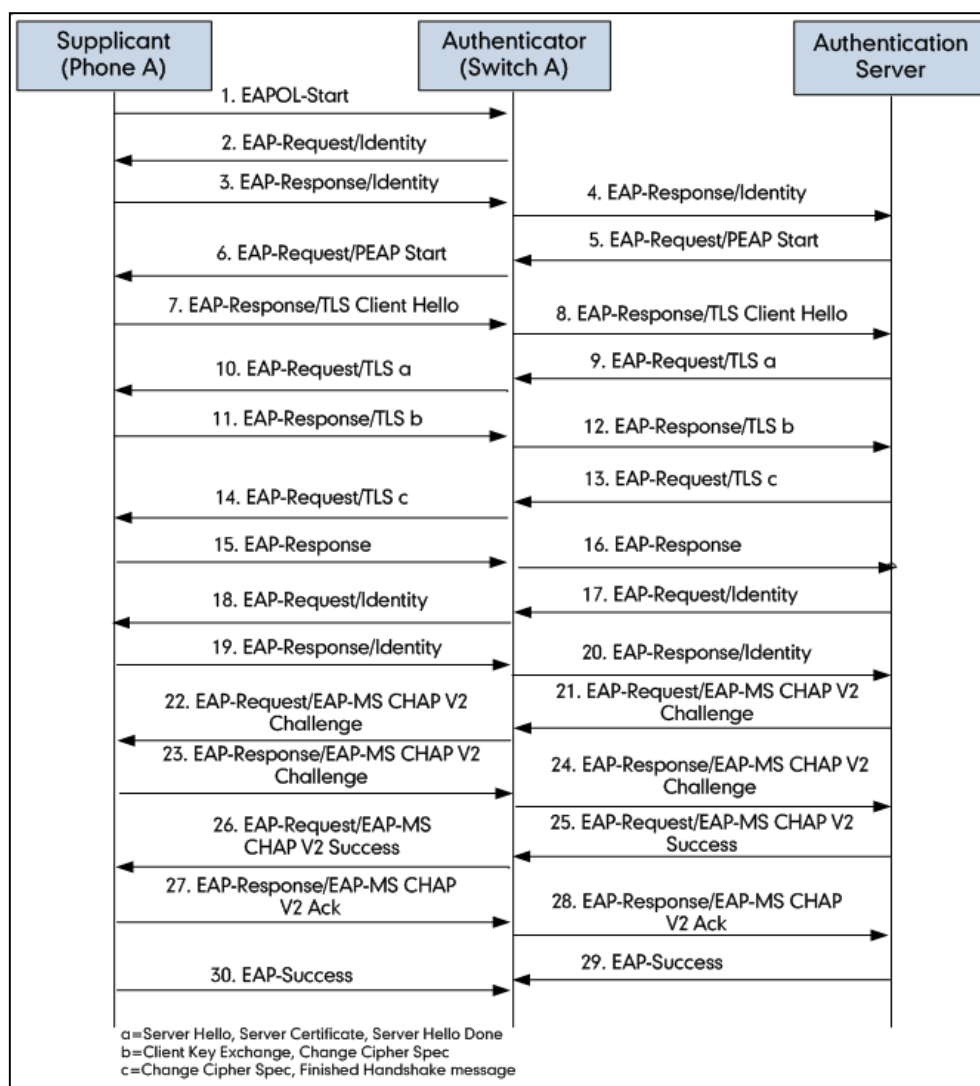 Supplicant
(Phone A)
Authenticator
(Switch A)
Authentication
Server
1. EAPOL-Start
2. EAP-Request/Identity
3. EAP-Response/Identity
4. EAP-Response/Identity
5. EAP-Request/PEAP Start
6. EAP-Request/PEAP Start
7. EAP-Response/TLS Client Hello
8. EAP-Response/TLS Client Hello
9. EAP-Request/TLS a
10. EAP-Request/TLS a
11. EAP-Response/TLS b
12. EAP-Response/TLS b
13. EAP-Request/TLS c
14. EAP-Request/TLS c
15. EAP-Response
16. EAP-Response
17. EAP-Request/Identity
18. EAP-Request/Identity
19. EAP-Response/Identity
20. EAP-Response/Identity
21. EAP-Request/EAP-MS CHAP V2
Challenge
22. EAP-Request/EAP-MS CHAP V2
Challenge
23. EAP-Response/EAP-MS CHAP V2
Challenge
24. EAP-Response/EAP-MS CHAP V2
Challenge
25. EAP-Request/EAP-MS CHAP V2
Success
26. EAP-Request/EAP-MS
CHAP V2 Success
27. EAP-Response/EAP-MS CHAP
V2 Ack
28. EAP-Response/EAP-MS CHAP
V2 Ack
29. EAP-Success
30. EAP-Success
a=Server Hello, Server Certificate, Server Hello Done
b=Client Key Exchange, Change Cipher Spec
c=Change Cipher Spec, Finished Handshake message